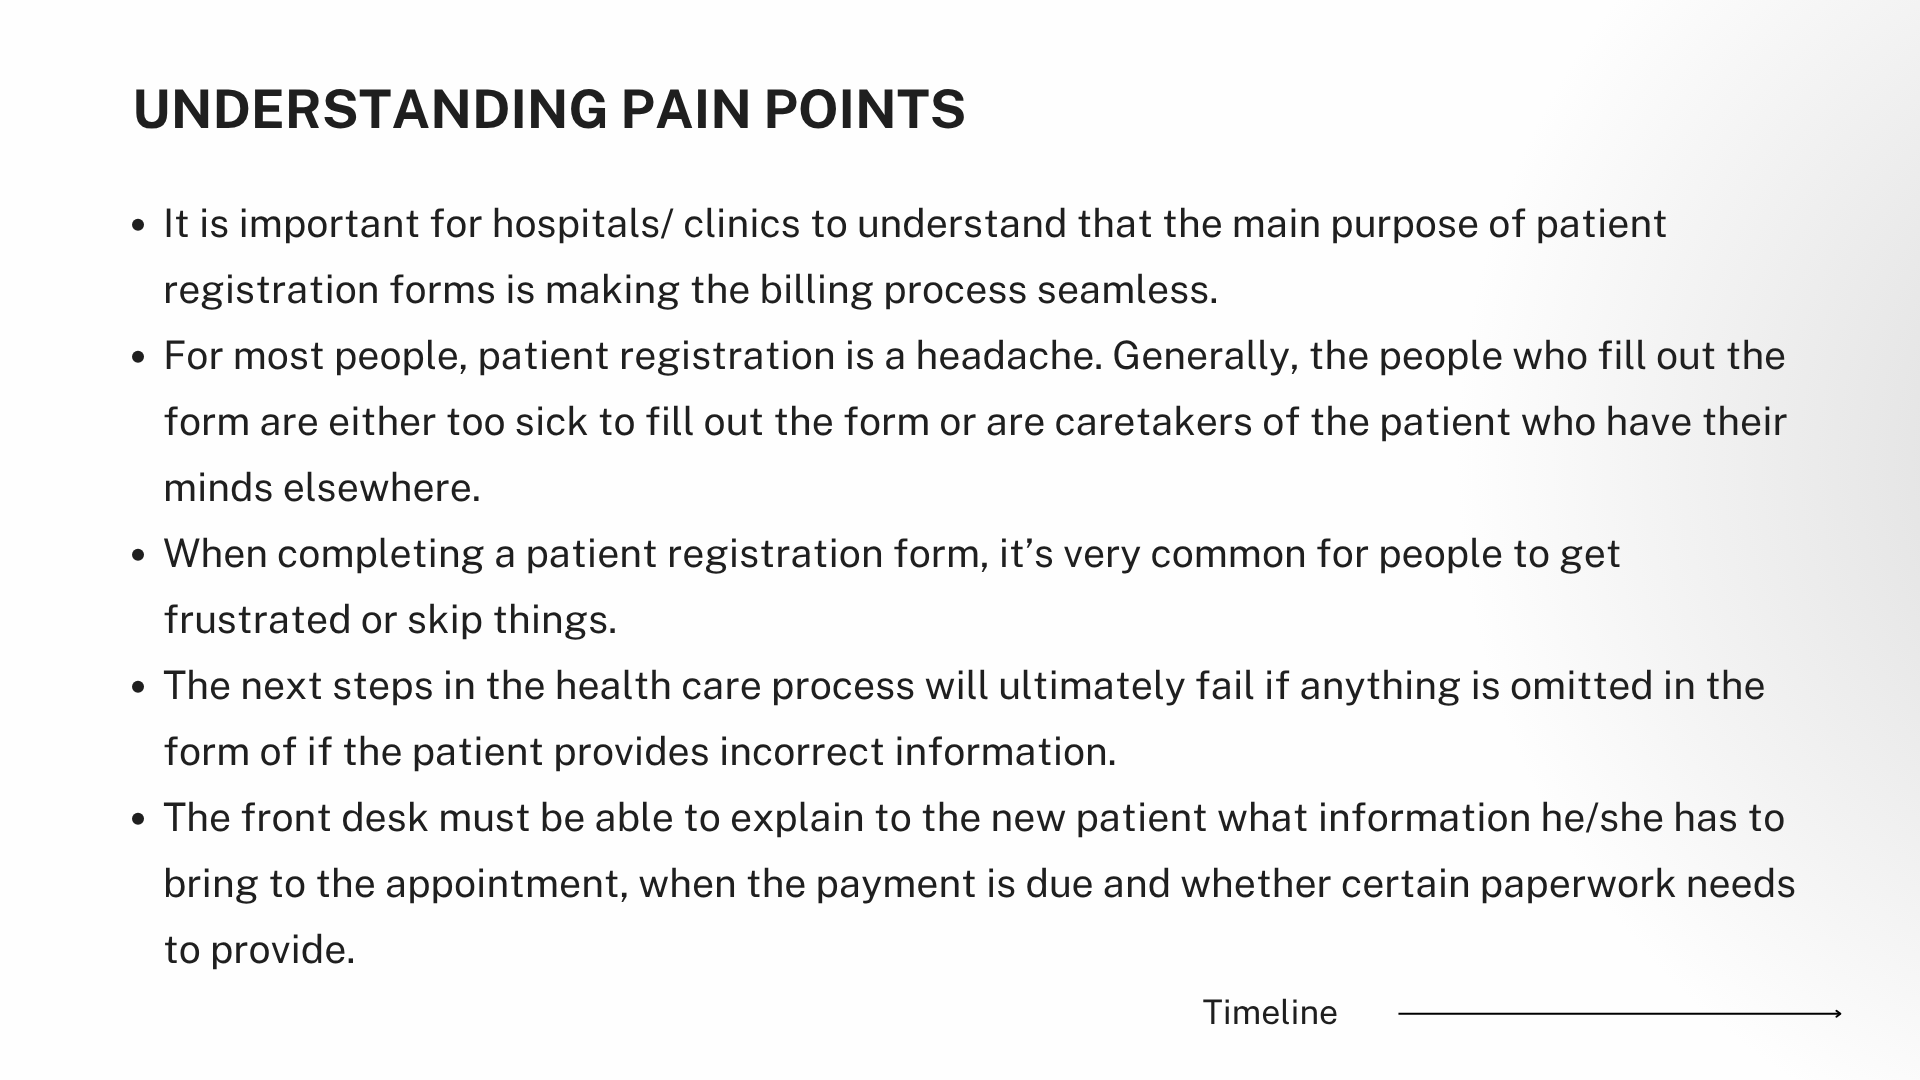 UNDERSTANDING PAIN POINTS
• It is important for hospitals/ clinics to understand that the main purpose of patient
registration forms is making the billing process seamless.
• For most people, patient registration is a headache. Generally, the people who fill out the
form are either too sick to fill out the form or are caretakers of the patient who have their
minds elsewhere.
• When completing a patient registration form, it’s very common for people to get
frustrated or skip things.
• The next steps in the health care process will ultimately fail if anything is omitted in the
form of if the patient provides incorrect information.
• The front desk must be able to explain to the new patient what information he/she has to
bring to the appointment, when the payment is due and whether certain paperwork needs
to provide.
Timeline